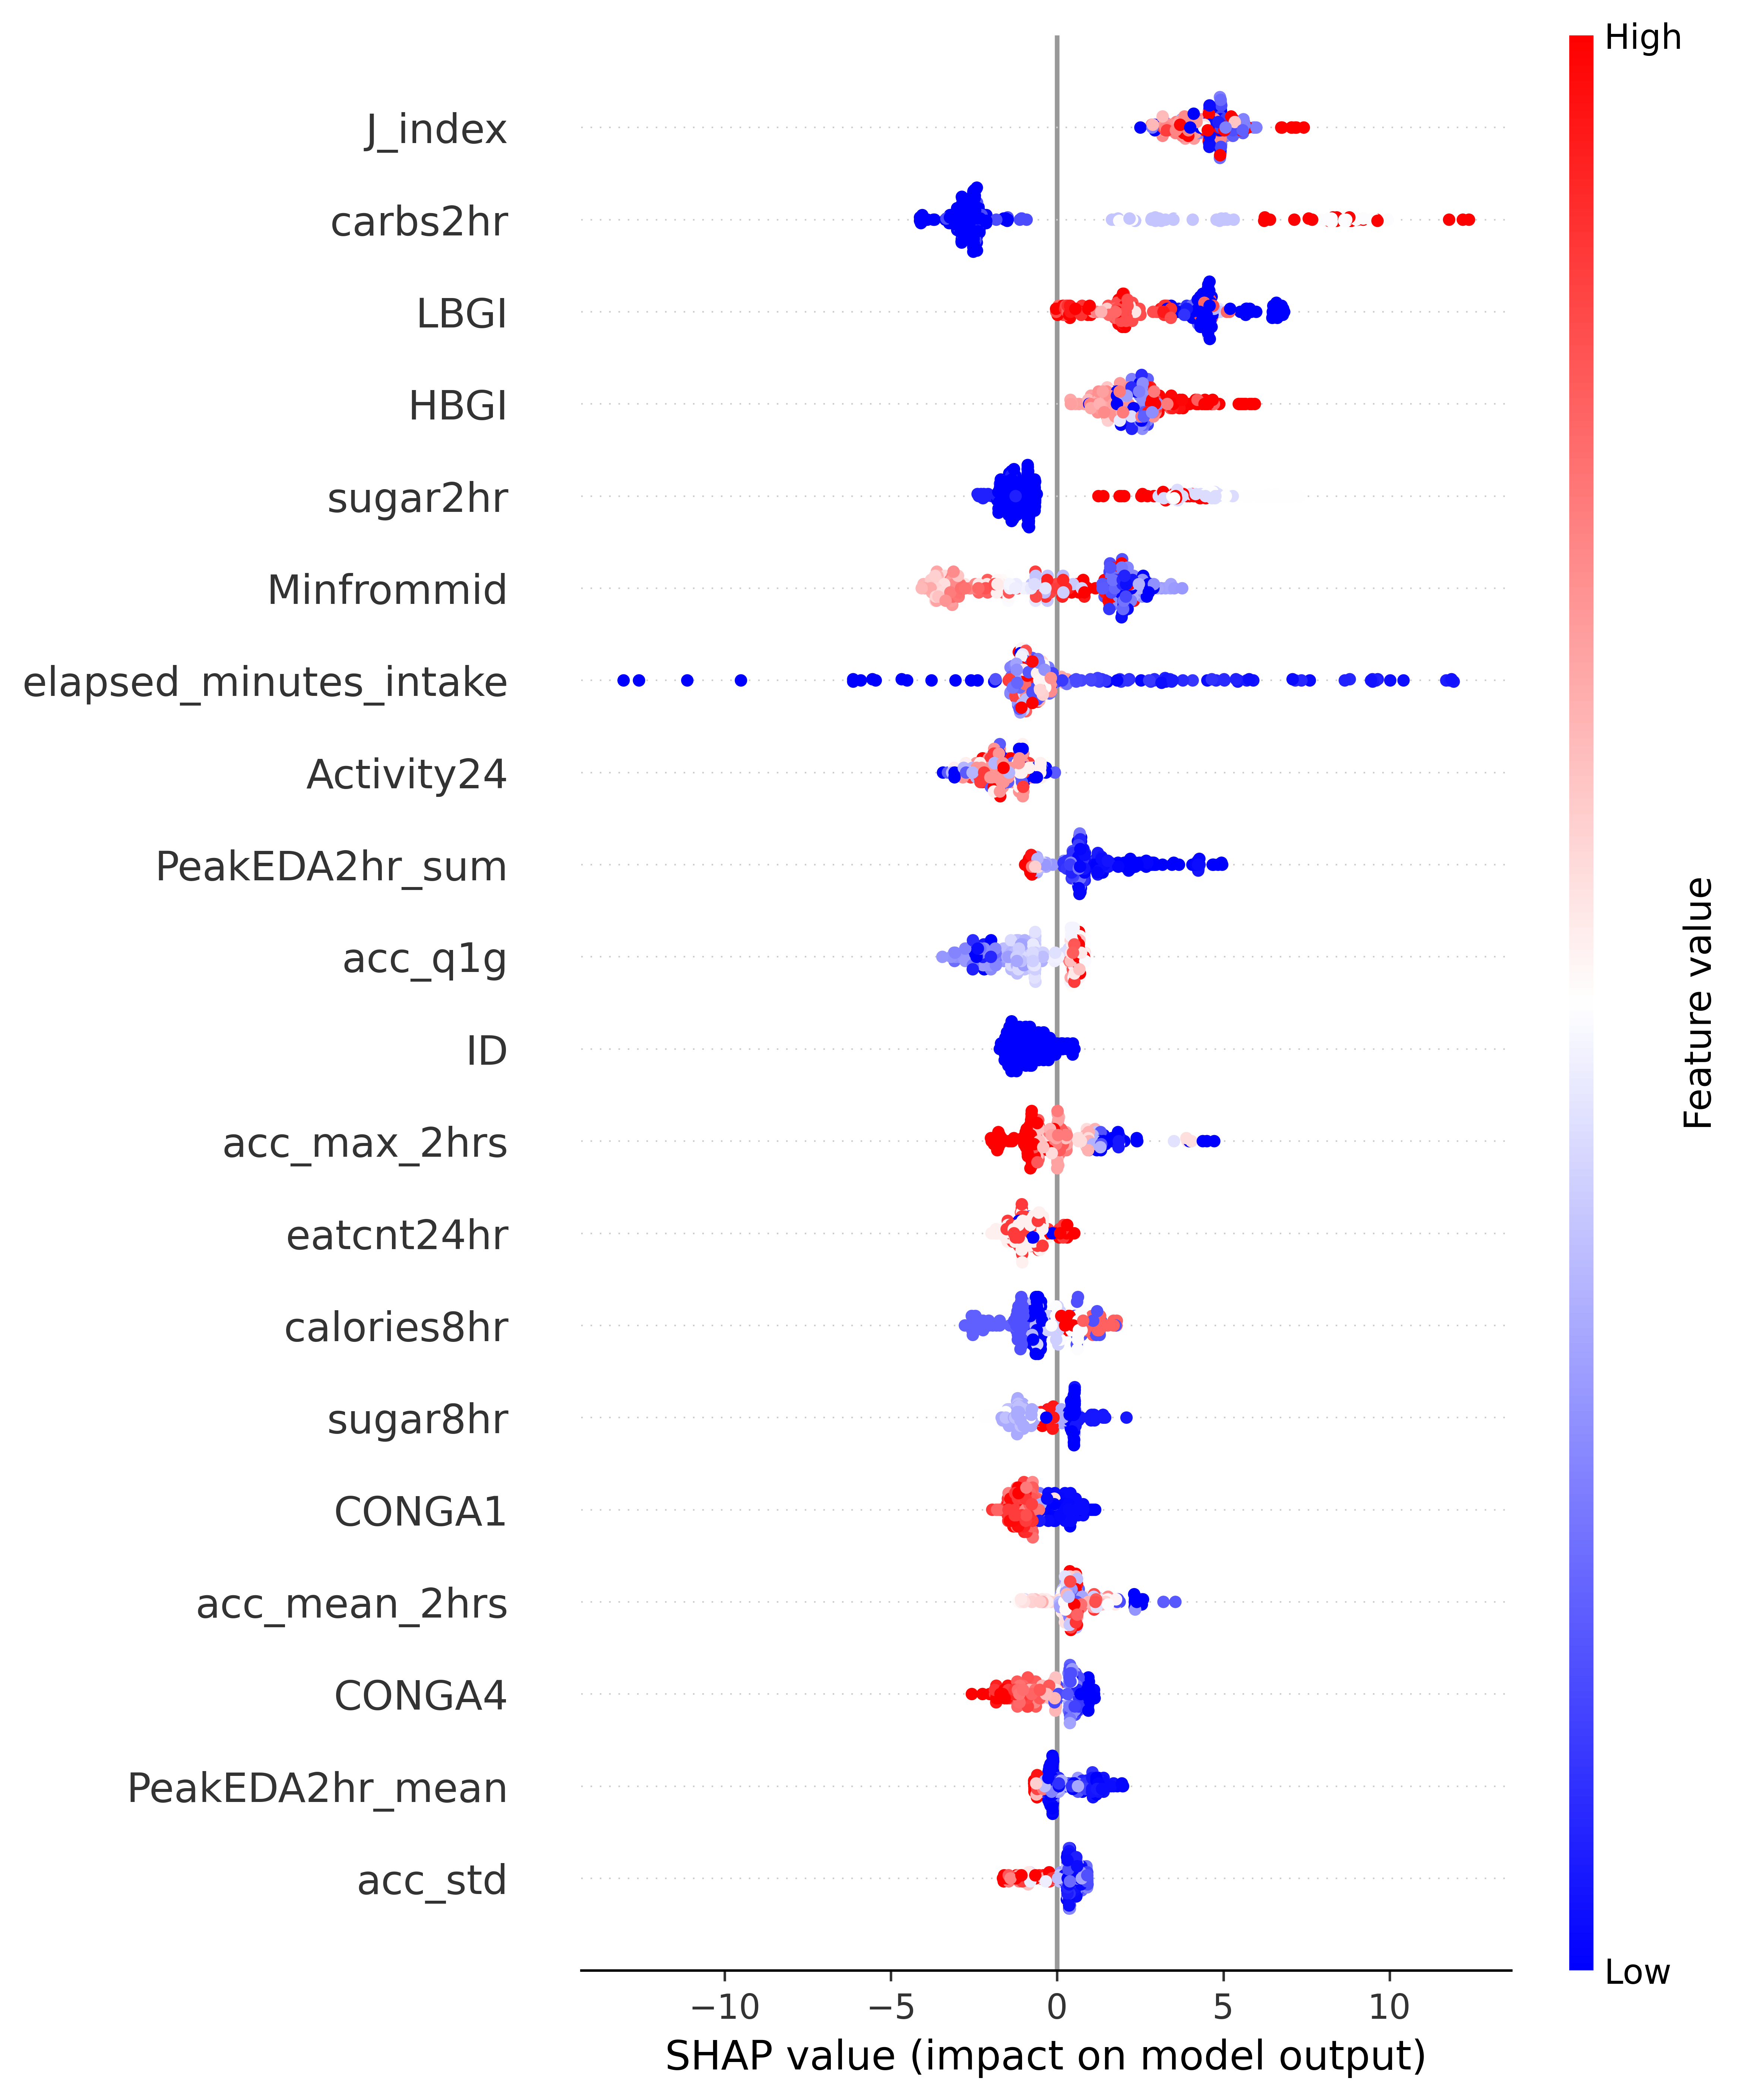 High
J_index
carbs2hr
LBGI
HBGI
sugar2hr
Minfrommid
elapsed_minutes_intake
Activity24
PeakEDA2hr_sum
acc_q1g
ID
acc_max_2hrs
eatcnt24hr
calories8hr
sugar8hr
CONGA1
acc_mean_2hrs
CONGA4
PeakEDA2hr_mean
acc_std
Feature value
Low
−10 −5 0 5 10
SHAP value (impact on model output)